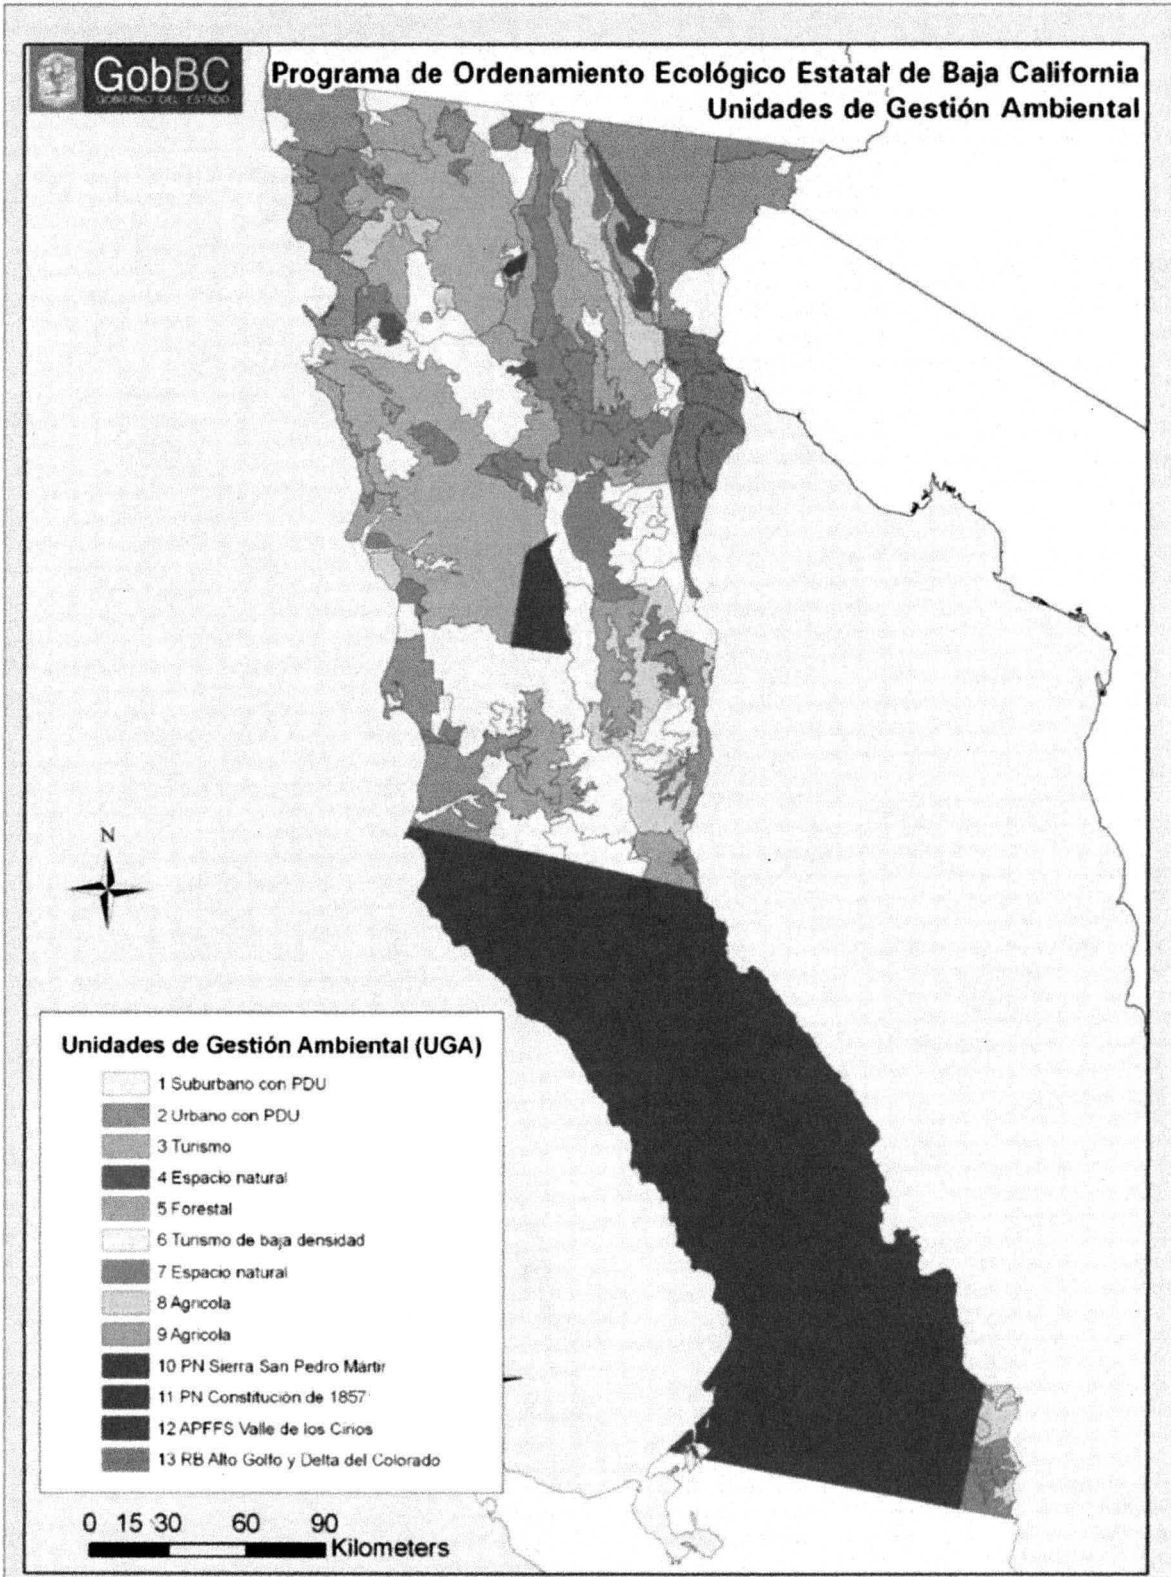 GobBC
GOBIERNO DEL ESTADO
Programa de Ordenamiento Ecológico Estatal de Baja California
Unidades de Gestión Ambiental
N
Unidades de Gestión Ambiental (UGA)
1 Suburbano con PDU
2 Urbano con PDU
3 Turismo
4 Espacio natural
5 Forestal
6 Turismo de baja densidad
7 Espacio natural
8 Agricola
9 Agricola
10 PN Sierra San Pedro Mártir
11 PN Constitución de 1857
12 APFFS Valle de los Cirios
13 RB Alto Golfo y Delta del Colorado
0 15 30 60 90
Kilometers